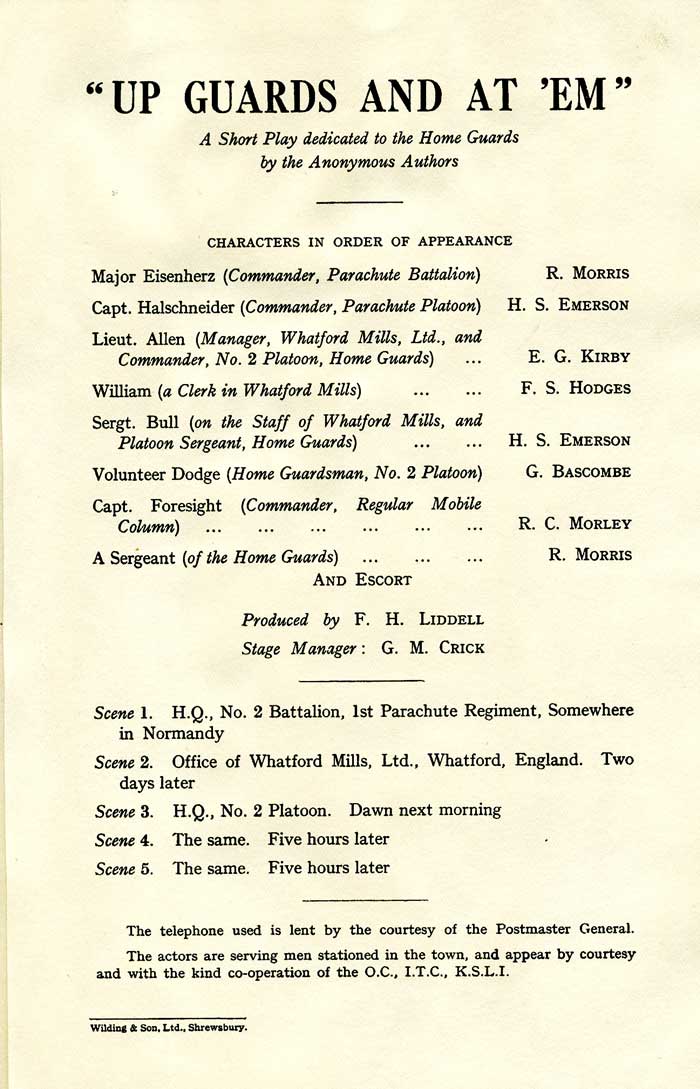 “UP GUARDS AND AT ’EM”
A Short Play dedicated to the Home Guards
by the Anonymous Authors
CHARACTERS IN ORDER OF APPEARANCE
Major Eisenherz (Commander, Parachute Battalion) R. MORRIS
Capt. Halschneider (Commander, Parachute Platoon) H. S. EMERSON
Lieut. Allen (Manager, Whatford Mills, Ltd., and
Commander, No. 2 Platoon, Home Guards) ... E. G. KIRBY
William (a Clerk in Whatford Mills) ... ... F. S. HODGES
Sergt. Bull (on the Staff of Whatford Mills, and
Platoon Sergeant, Home Guards) ... ... H. S. EMERSON
Volunteer Dodge (Home Guardsman, No. 2 Platoon) G. BASCOMBE
Capt. Foresight (Commander, Regular Mobile
Column) ... ... ... ... ... ... R. C. MORLEY
A Sergeant (of the Home Guards) ... ... ... R. MORRIS
AND ESCORT
Produced by F. H. LIDDELL
Stage Manager: G. M. CRICK
Scene 1. H.Q., No. 2 Battalion, 1st Parachute Regiment, Somewhere
in Normandy
Scene 2. Office of Whatford Mills, Ltd., Whatford, England. Two
days later
Scene 3. H.Q., No. 2 Platoon. Dawn next morning
Scene 4. The same. Five hours later
Scene 5. The same. Five hours later
The telephone used is lent by the courtesy of the Postmaster General.
The actors are serving men stationed in the town, and appear by courtesy
and with the kind co-operation of the O.C., I.T.C., K.S.L.I.
Wilding & Son, Ltd., Shrewsbury.